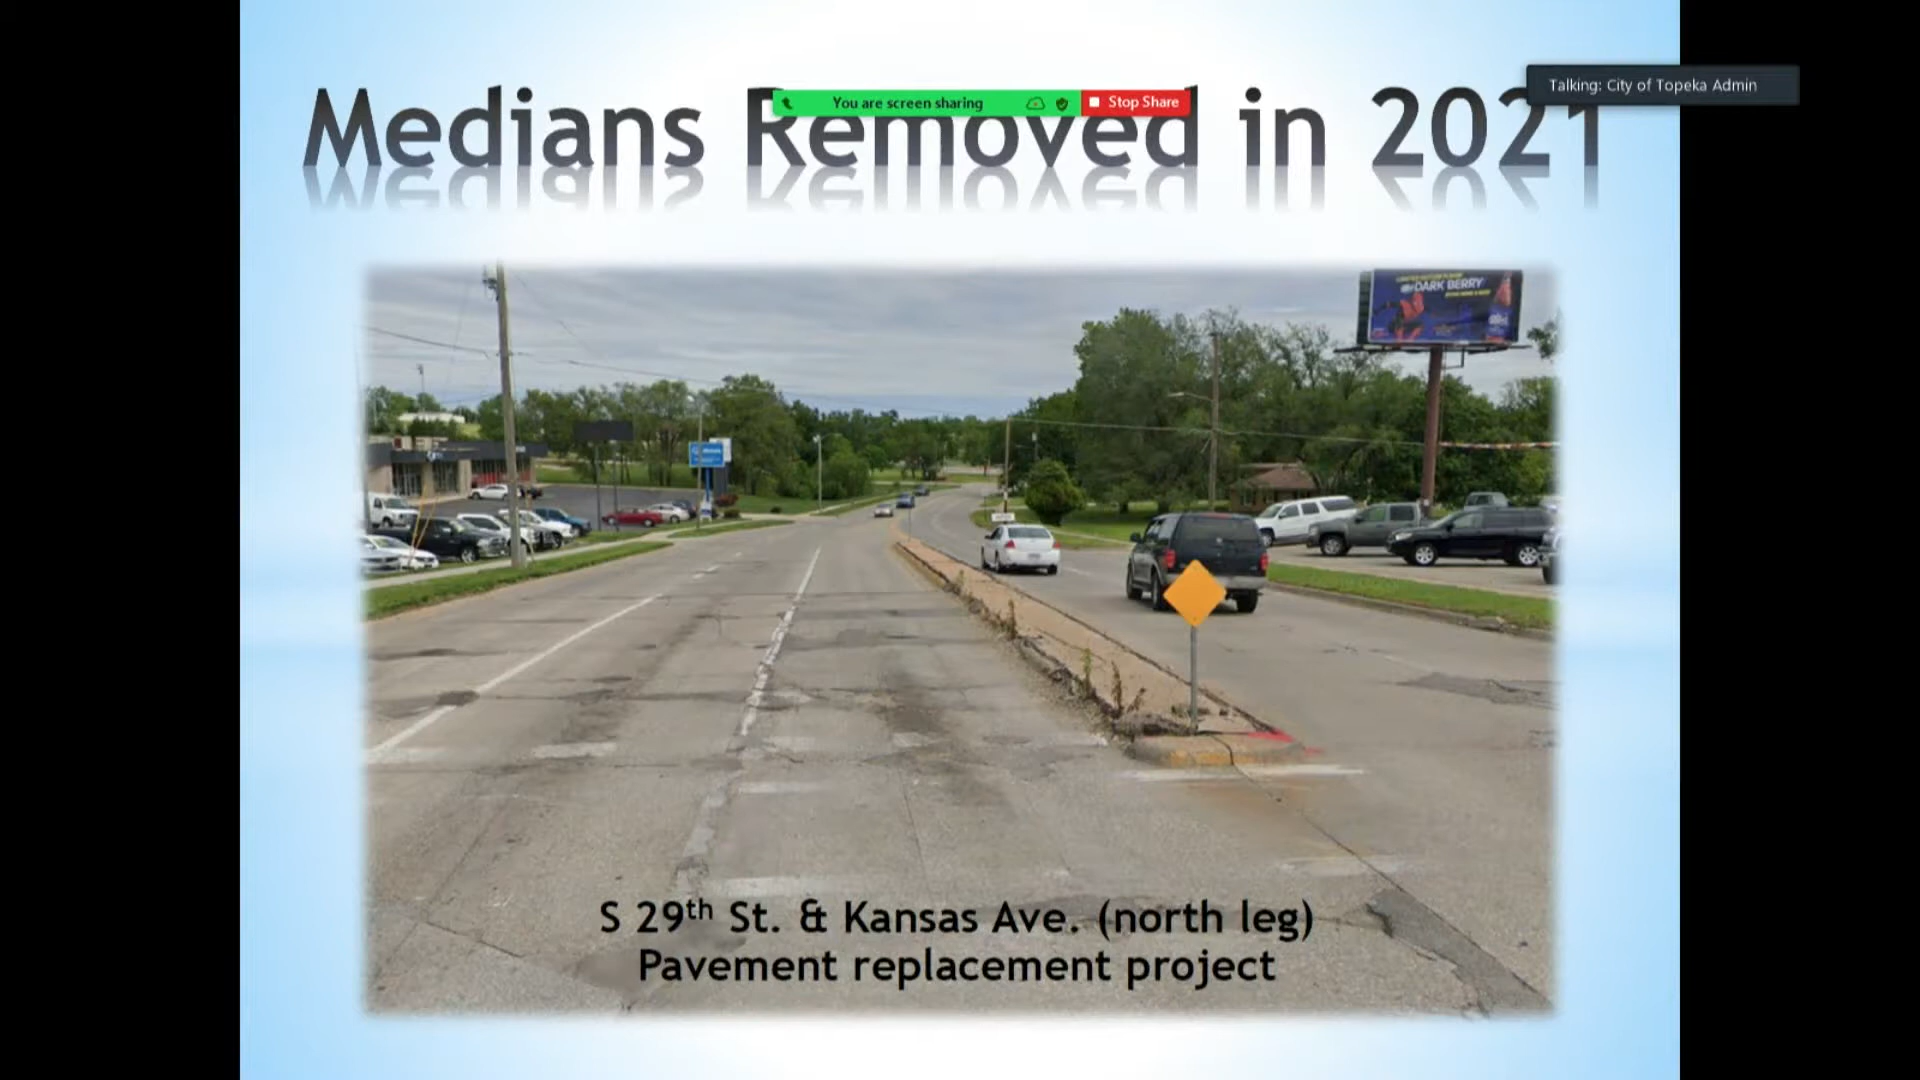 Talking: City of Topeka Admin
You are screen sharing
Stop Share
Medians Removed in 2021
DARK BERRY
S 29th St. & Kansas Ave. (north leg)
Pavement replacement project